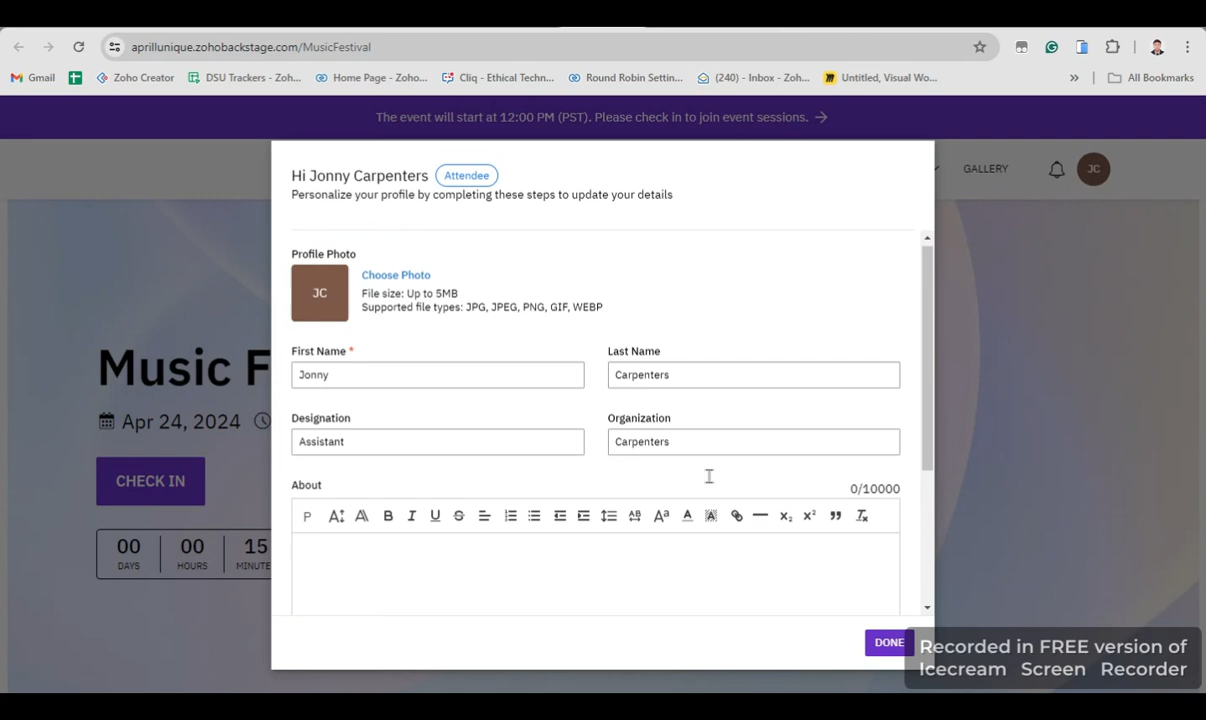 aprillunique.zohobackstage.com/MusicFestival
Gmail Zoho Creator DSU Trackers - Zoh... Home Page - Zoho... Cliq - Ethical Techn... Round Robin Settin... (240) - Inbox - Zoh... Untitled, Visual Wo... » All Bookmarks
The event will start at 12:00 PM (PST). Please check in to join event sessions. →
GALLERY JC
Hi Jonny Carpenters Attendee
Personalize your profile by completing these steps to update your details
Profile Photo
JC
Choose Photo
File size: Up to 5MB
Supported file types: JPG, JPEG, PNG, GIF, WEBP
First Name * Last Name
Jonny Carpenters
Music F
Designation Organization
Apr 24, 2024
Assistant Carpenters
CHECK IN
About 0/10000
P A A B I U S AB Aa A A X2 X2 Tx
00 00 15
DAYS HOURS MINUTE
DONE
Recorded in FREE version of
Icecream Screen Recorder